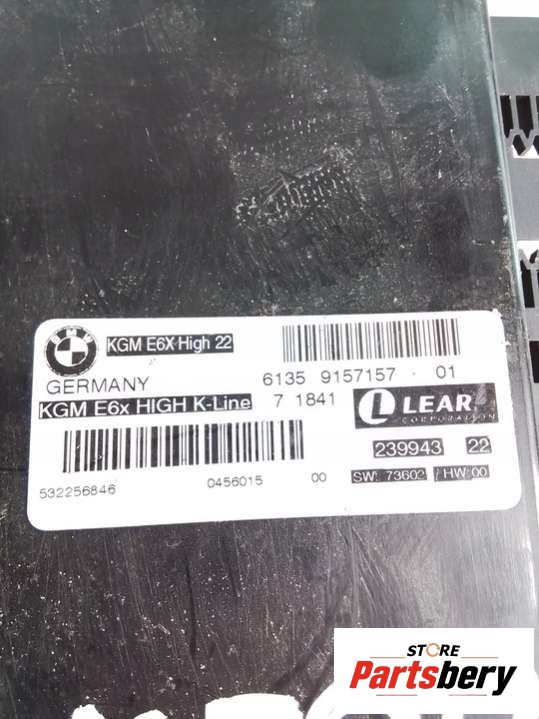 KGM E6X High 22
6135 9157157 · 01
GERMANY
KGM E6x HIGH K-Line 7 1841
LEAR
CORPORATION
239943 22
532256846 0456015 00
SW: 73602 / HW:00
STORE
Partsbery